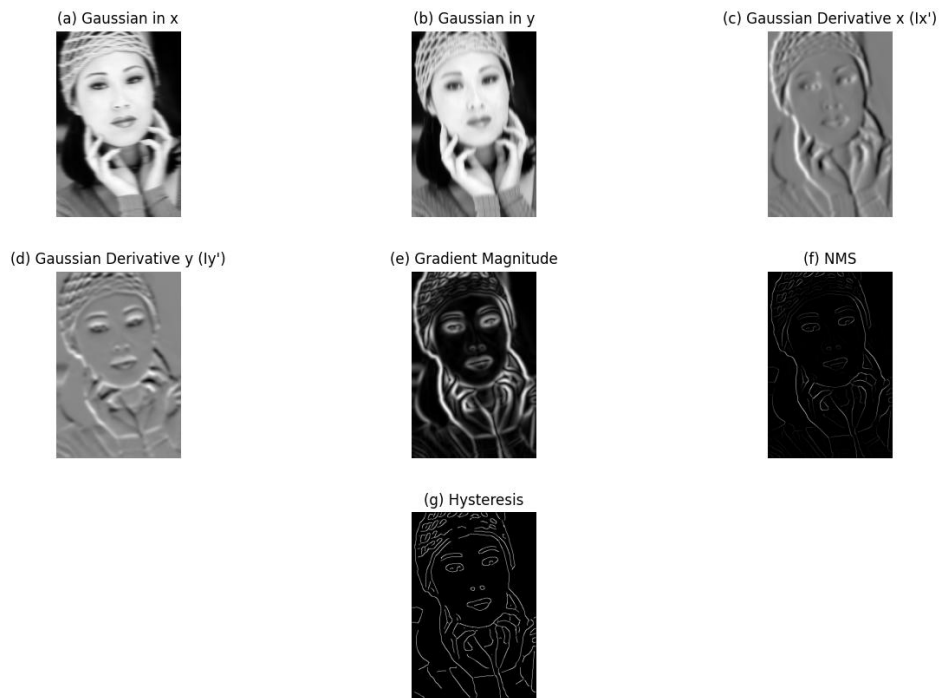 (a) Gaussian in x
(b) Gaussian in y
(c) Gaussian Derivative x (Ix')
(d) Gaussian Derivative y (Iy')
(e) Gradient Magnitude
(f) NMS
(g) Hysteresis